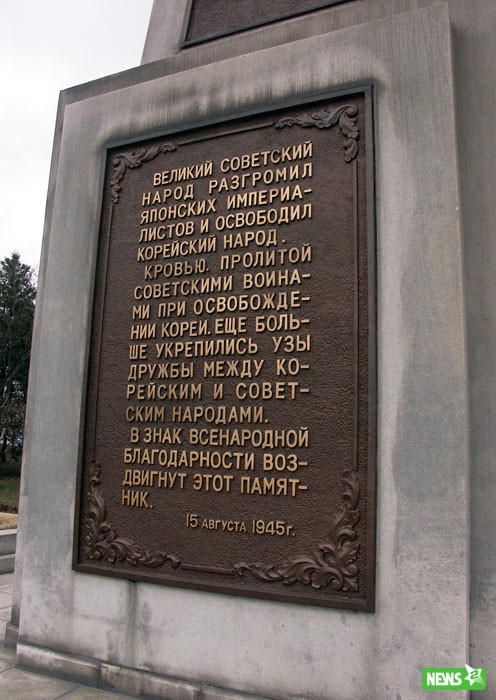 ВЕЛИКИЙ СОВЕТСКИЙ
НАРОД РАЗГРОМИЛ
ЯПОНСКИХ ИМПЕРИА-
ЛИСТОВ И ОСВОБОДИЛ
КОРЕЙСКИЙ НАРОД.
КРОВЬЮ. ПРОЛИТОЙ
СОВЕТСКИМИ ВОИНА-
МИ ПРИ ОСВОБОЖДЕ-
НИИ КОРЕИ. ЕЩЕ БОЛЬ-
ШЕ УКРЕПИЛИСЬ УЗЫ
ДРУЖБЫ МЕЖДУ КО-
РЕЙСКИМ И СОВЕТ-
СКИМ НАРОДАМИ.
В ЗНАК ВСЕНАРОДНОЙ
БЛАГОДАРНОСТИ ВОЗ-
ДВИГНУТ ЭТОТ ПАМЯТ-
НИК.
15 АВГУСТА 1945г.
NEWS2